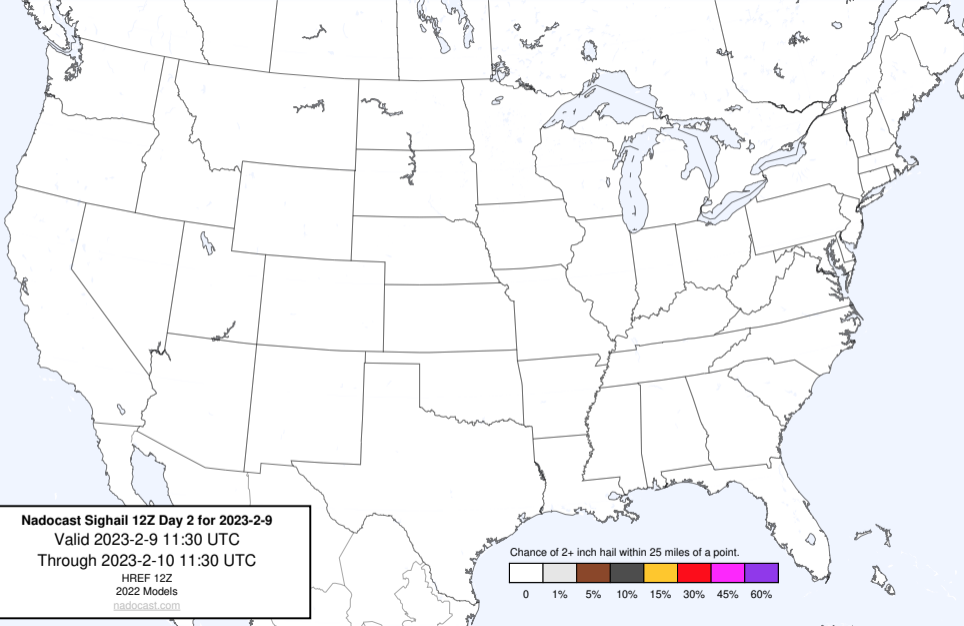 Nadocast Sighail 12Z Day 2 for 2023-2-9
Valid 2023-2-9 11:30 UTC
Through 2023-2-10 11:30 UTC
HREF 12Z
2022 Models
nadocast.com
Chance of 2+ inch hail within 25 miles of a point.
0 1% 5% 10% 15% 30% 45% 60%